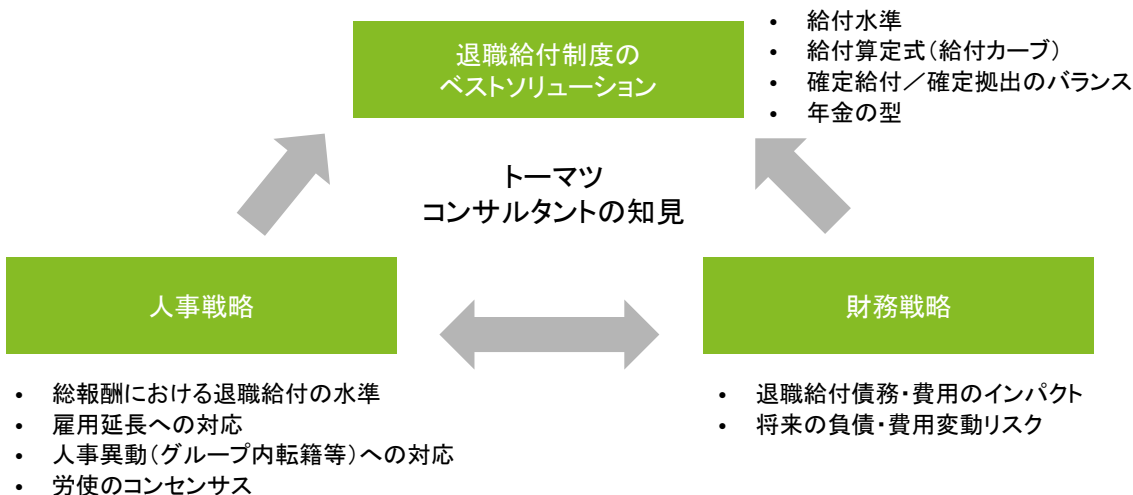 退職給付制度の
ベストソリューション
• 給付水準
• 給付算定式(給付カーブ)
• 確定給付／確定拠出のバランス
• 年金の型
トーマツ
コンサルタントの知見
人事戦略
財務戦略
• 総報酬における退職給付の水準
• 雇用延長への対応
• 人事異動(グループ内転籍等)への対応
• 労使のコンセンサス
• 退職給付債務・費用のインパクト
• 将来の負債・費用変動リスク